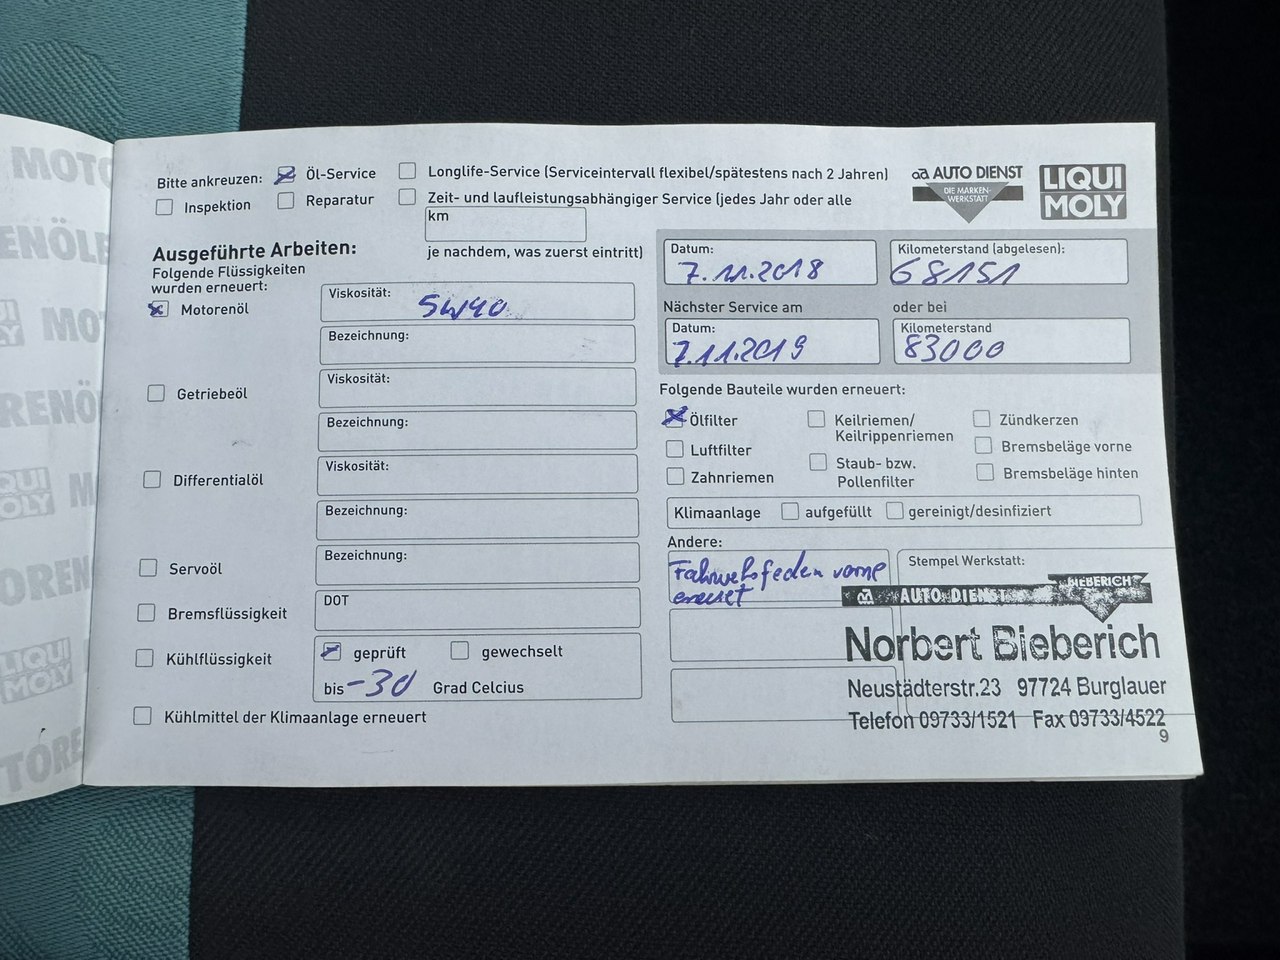 Bitte ankreuzen: Öl-Service Longlife-Service (Serviceintervall flexibel/spätestens nach 2 Jahren)
Inspektion Reparatur Zeit- und laufleistungsabhängiger Service (jedes Jahr oder alle
km
je nachdem, was zuerst eintritt)
AUTO DIENST
DIE MARKEN-
WERKSTATT
LIQUI
MOLY
Ausgeführte Arbeiten:
Folgende Flüssigkeiten
wurden erneuert:
Motorenöl
Viskosität: 5W40
Bezeichnung:
Getriebeöl
Viskosität:
Bezeichnung:
Differentialöl
Viskosität:
Bezeichnung:
Servoöl
Bezeichnung:
Bremsflüssigkeit
DOT
Kühlflüssigkeit
geprüft gewechselt
bis -30 Grad Celcius
Kühlmittel der Klimaanlage erneuert
Datum: Kilometerstand (abgelesen):
7.11.2018 68151
Nächster Service am oder bei
Datum: Kilometerstand
7.11.2019 83000
Folgende Bauteile wurden erneuert:
Ölfilter Keilriemen/ Zündkerzen
Keilrippenriemen
Luftfilter Bremsbeläge vorne
Zahnriemen Staub- bzw. Bremsbeläge hinten
Pollenfilter
Klimaanlage aufgefüllt gereinigt/desinfiziert
Andere:
vorne
Stempel Werkstatt:
BIEBERICH
AUTO DIENST
Norbert Bieberich
Neustädterstr.23 97724 Burglauer
Telefon 09733/1521 Fax 09733/4522
9
MOTO
RENÖL
LIQUI
MOLY
MOTORE